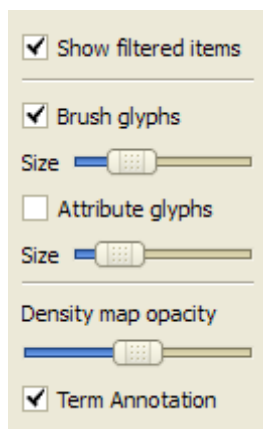 Show filtered items
Brush glyphs
Size
Attribute glyphs
Size
Density map opacity
Term Annotation